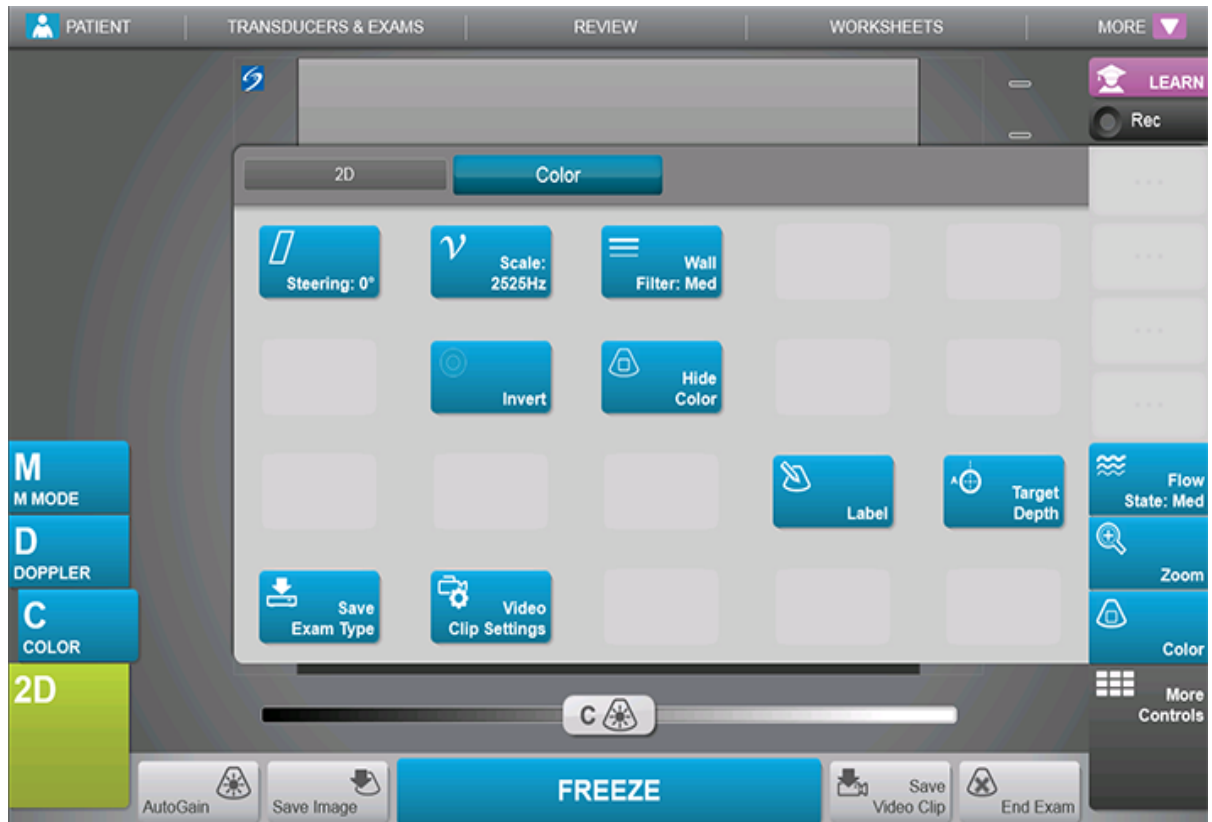 PATIENT
TRANSDUCERS & EXAMS
REVIEW
WORKSHEETS
MORE
LEARN
Rec
2D
Color
Steering: 0°
Scale:
2525Hz
Wall
Filter: Med
Invert
Hide
Color
Label
A
Target
Depth
Save
Exam Type
Video
Clip Settings
M
M MODE
D
DOPPLER
C
COLOR
2D
Flow
State: Med
Zoom
Color
More
Controls
C
AutoGain
Save Image
FREEZE
Save
Video Clip
End Exam